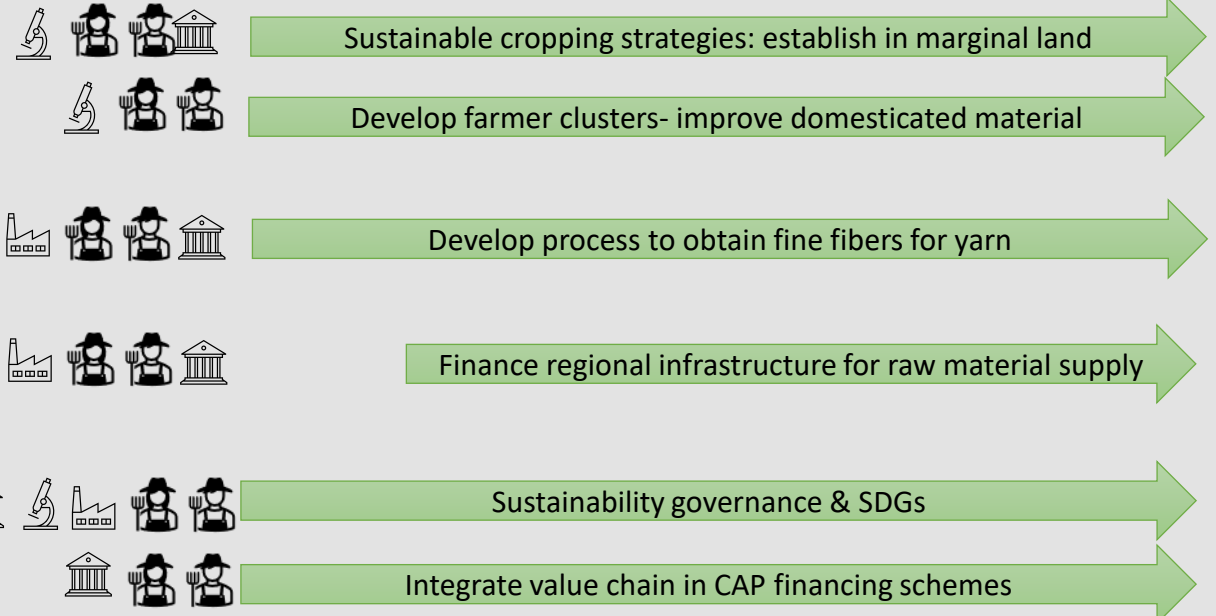 Sustainable cropping strategies: establish in marginal land
Develop farmer clusters- improve domesticated material
Develop process to obtain fine fibers for yarn
Finance regional infrastructure for raw material supply
Sustainability governance & SDGs
Integrate value chain in CAP financing schemes